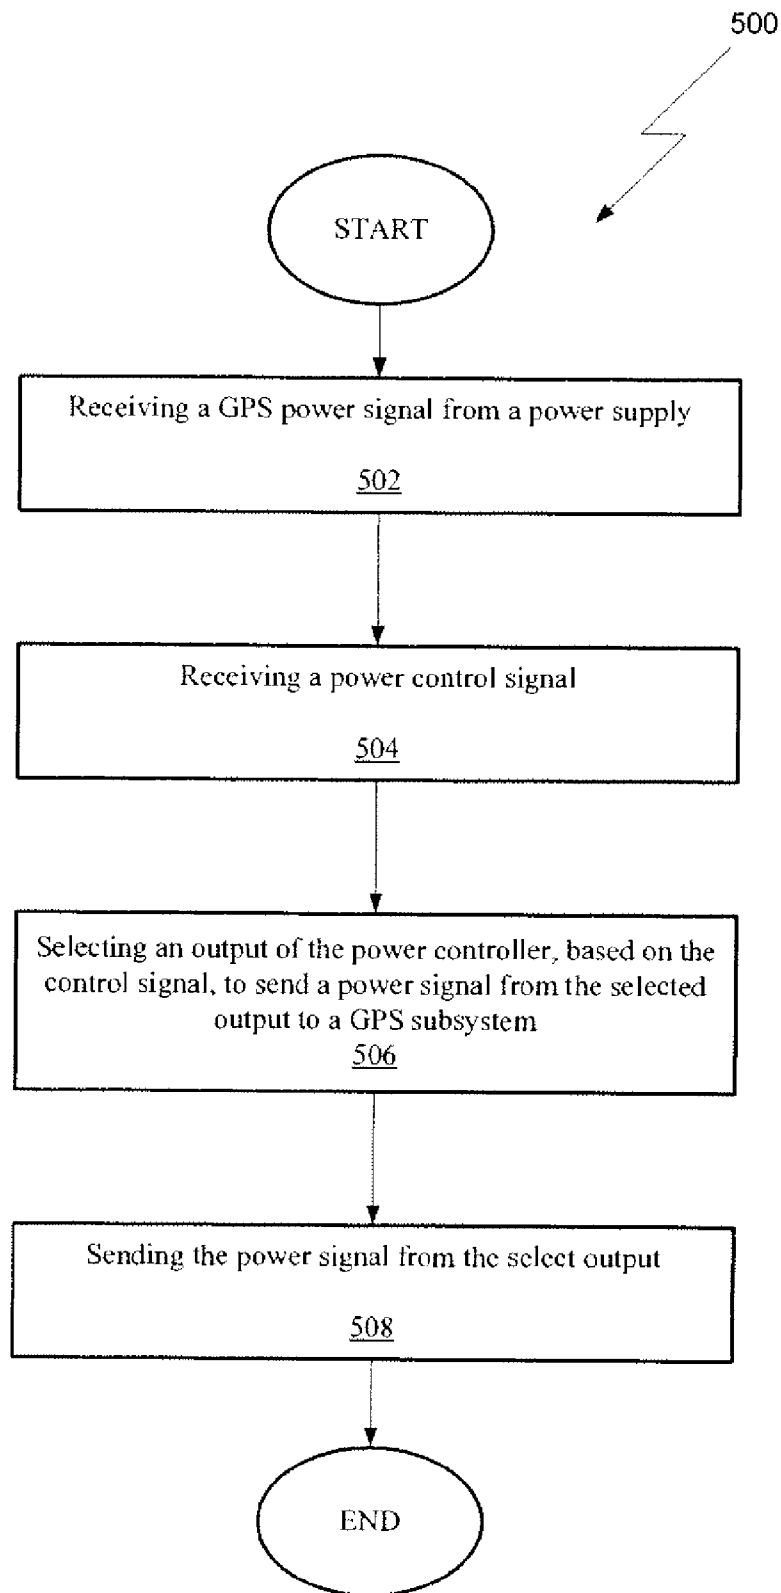 500
START
Receiving a GPS power signal from a power supply
502
Receiving a power control signal
504
Selecting an output of the power controller, based on the
control signal, to send a power signal from the selected
output to a GPS subsystem
506
Sending the power signal from the select output
508
END